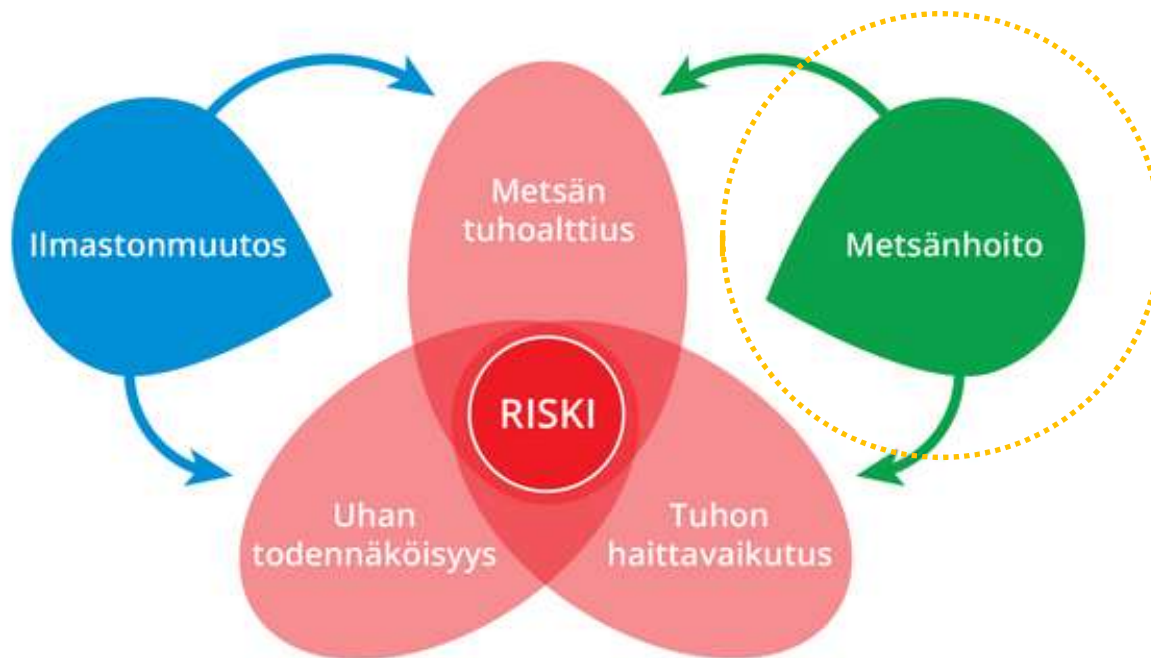 Metsän
tuhoalttius
Ilmastonmuutos
Metsänhoito
RISKI
Uhan
todennäköisyys
Tuhon
haittavaikutus